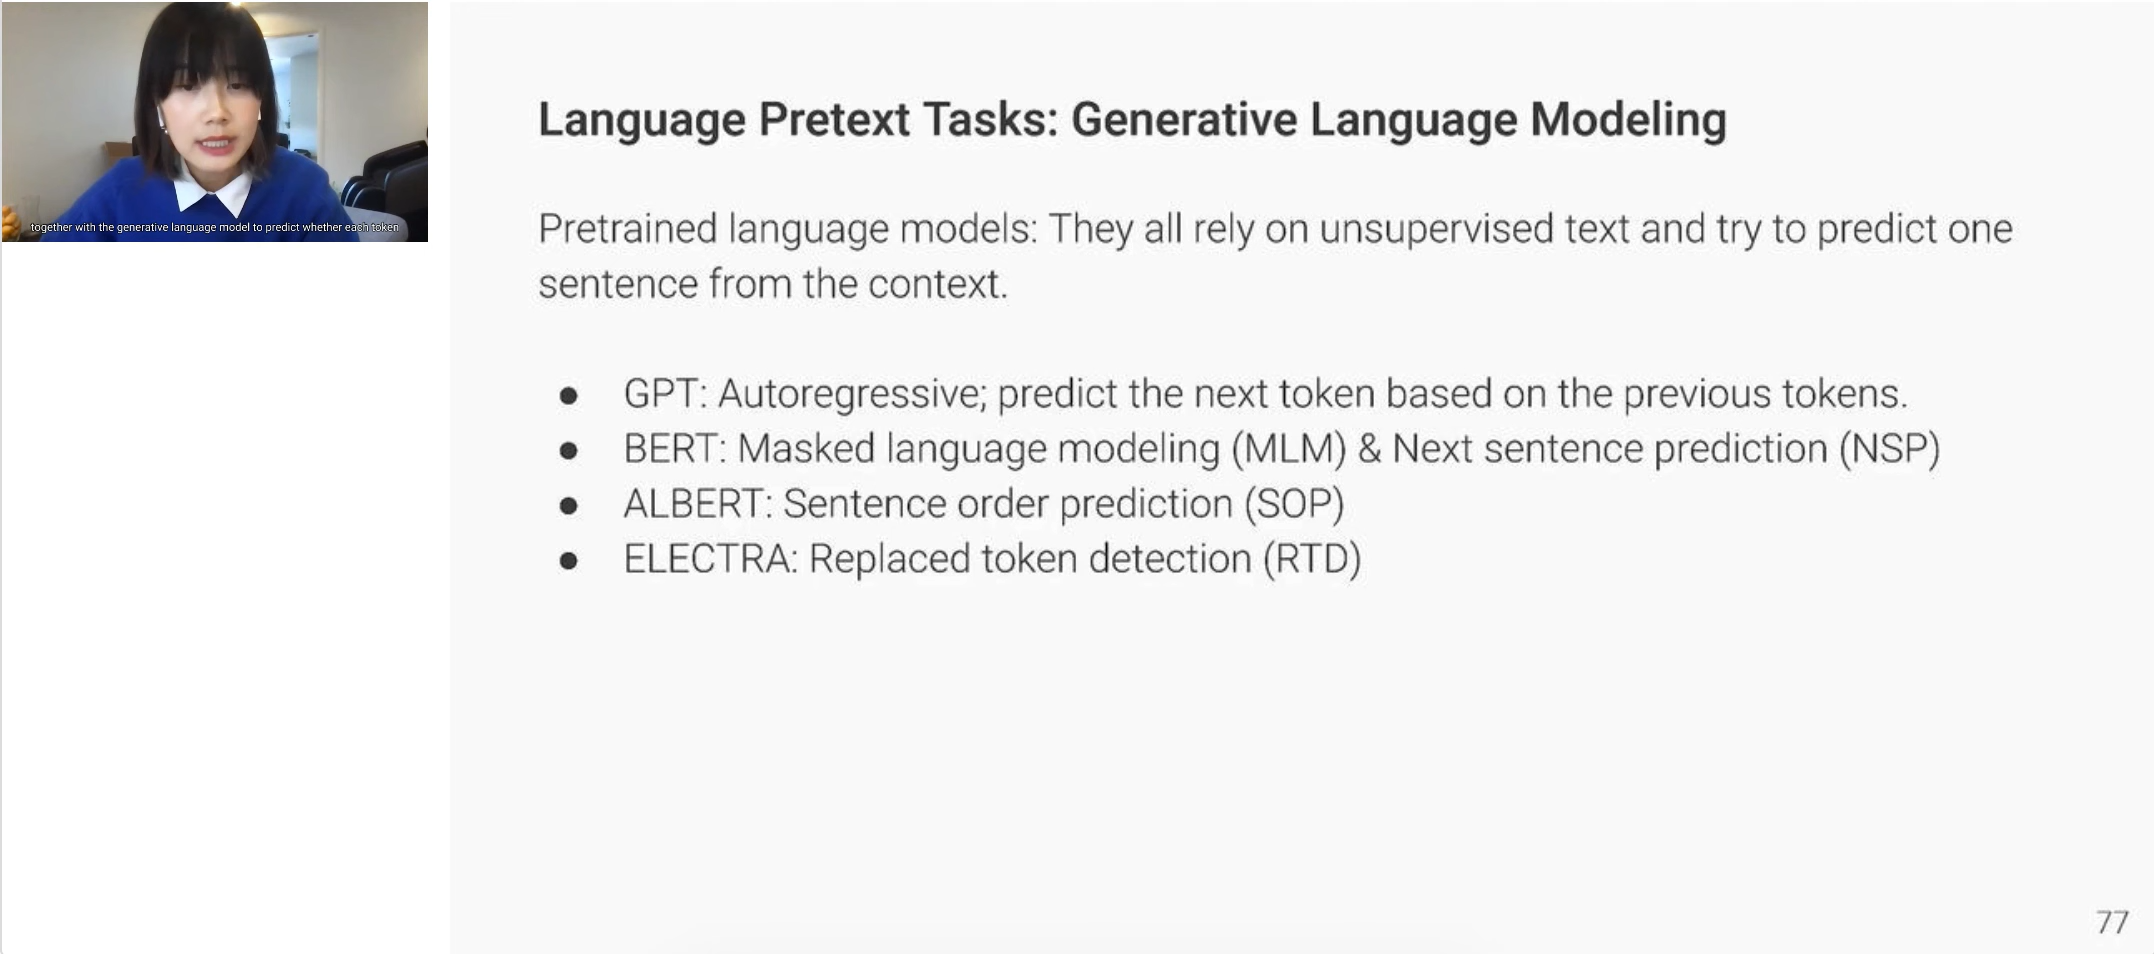 together with the generative language model to predict whether each token
Language Pretext Tasks: Generative Language Modeling
Pretrained language models: They all rely on unsupervised text and try to predict one
sentence from the context.
● GPT: Autoregressive; predict the next token based on the previous tokens.
● BERT: Masked language modeling (MLM) & Next sentence prediction (NSP)
● ALBERT: Sentence order prediction (SOP)
● ELECTRA: Replaced token detection (RTD)
77